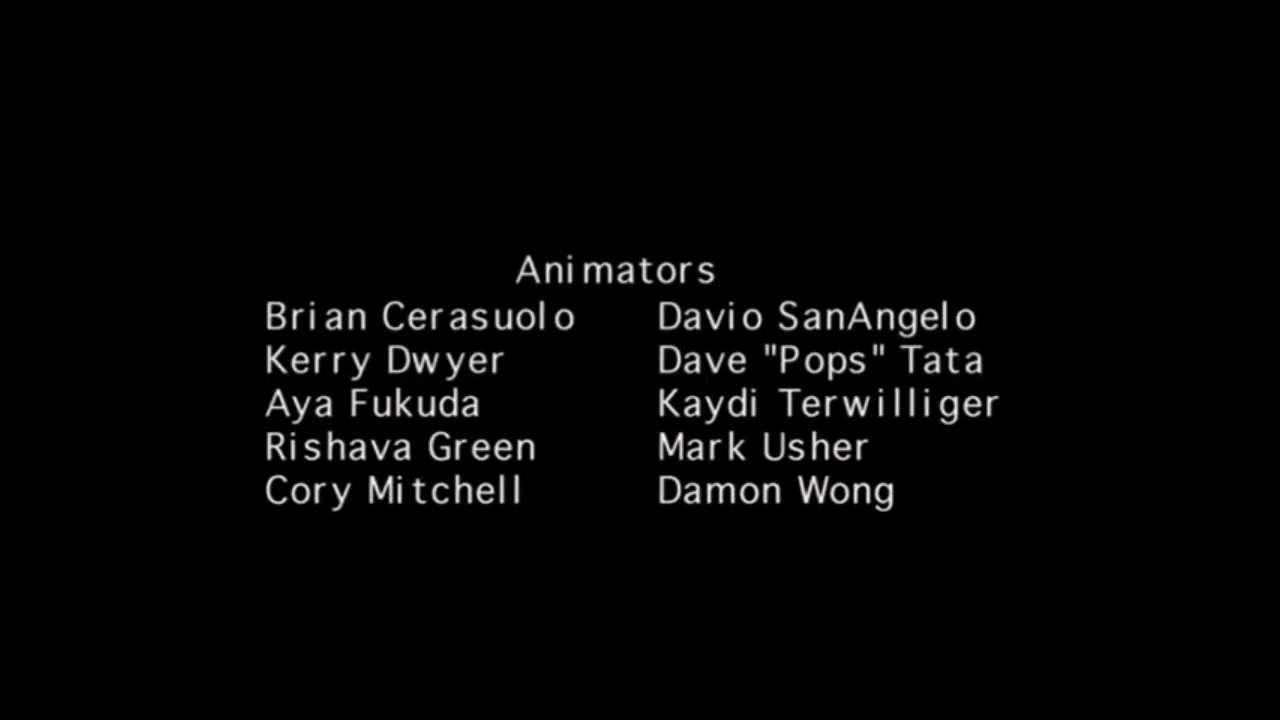 Animators
Brian Cerasuolo
Kerry Dwyer
Aya Fukuda
Rishava Green
Cory Mitchell
Davio SanAngelo
Dave "Pops" Tata
Kaydi Terwilliger
Mark Usher
Damon Wong